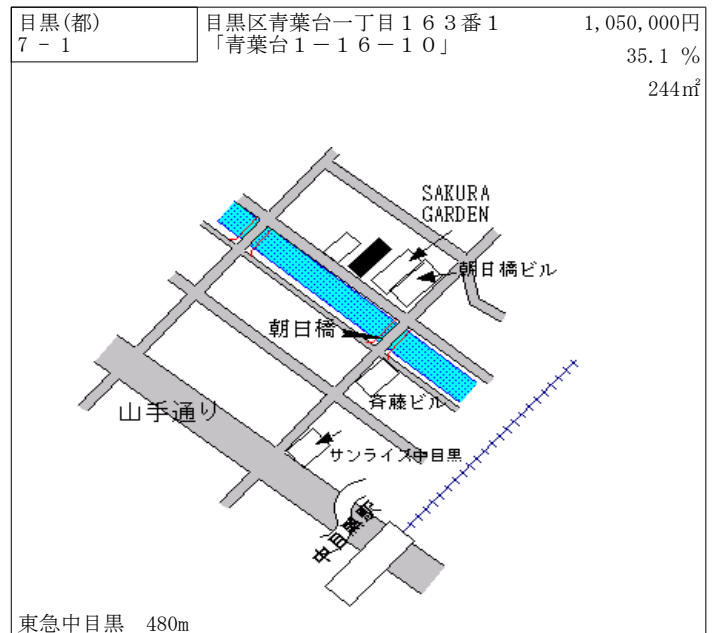 目黒(都)
7 - 1
目黒区青葉台一丁目１６３番１
「青葉台１－１６－１０」
1,050,000円
35.1 %
244㎡
SAKURA
GARDEN
朝日橋ビル
朝日橋
斉藤ビル
山手通り
サンライズ中目黒
中目黒駅
東急中目黒　480m